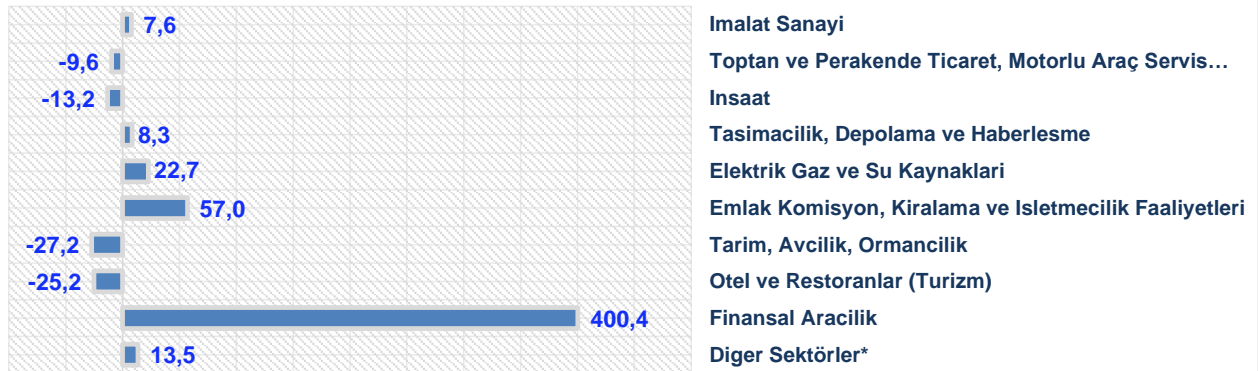 7,6 Imalat Sanayi
-9,6 Toptan ve Perakende Ticaret, Motorlu Araç Servis…
-13,2 Insaat
8,3 Tasimacilik, Depolama ve Haberlesme
22,7 Elektrik Gaz ve Su Kaynaklari
57,0 Emlak Komisyon, Kiralama ve Isletmecilik Faaliyetleri
-27,2 Tarim, Avcilik, Ormancilik
-25,2 Otel ve Restoranlar (Turizm)
400,4 Finansal Aracilik
13,5 Diger Sektörler*